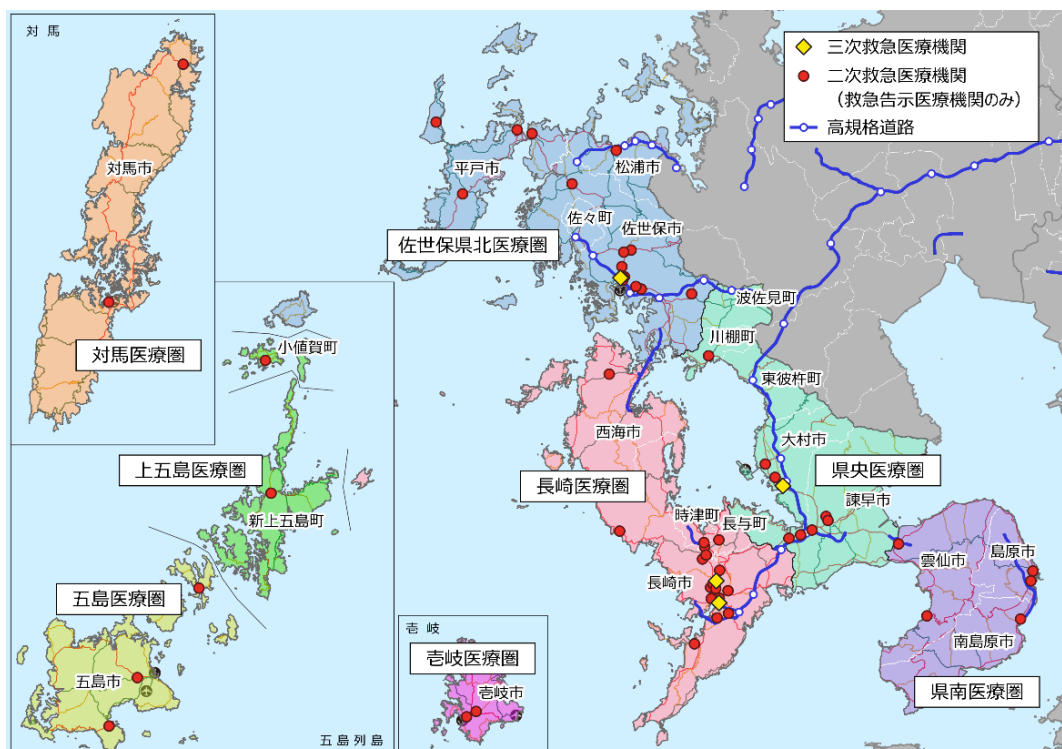 対馬
三次救急医療機関
二次救急医療機関
（救急告示医療機関のみ）
高規格道路
対馬市
平戸市
松浦市
佐々町
佐世保市
佐世保県北医療圏
波佐見町
川棚町
対馬医療圏
小値賀町
東彼杵町
西海市
大村市
上五島医療圏
長崎医療圏
県央医療圏
新上五島町
時津町
長与町
諫早市
雲仙市
島原市
五島医療圏
長崎市
壱岐
南島原市
壱岐医療圏
五島市
壱岐市
県南医療圏
五島列島